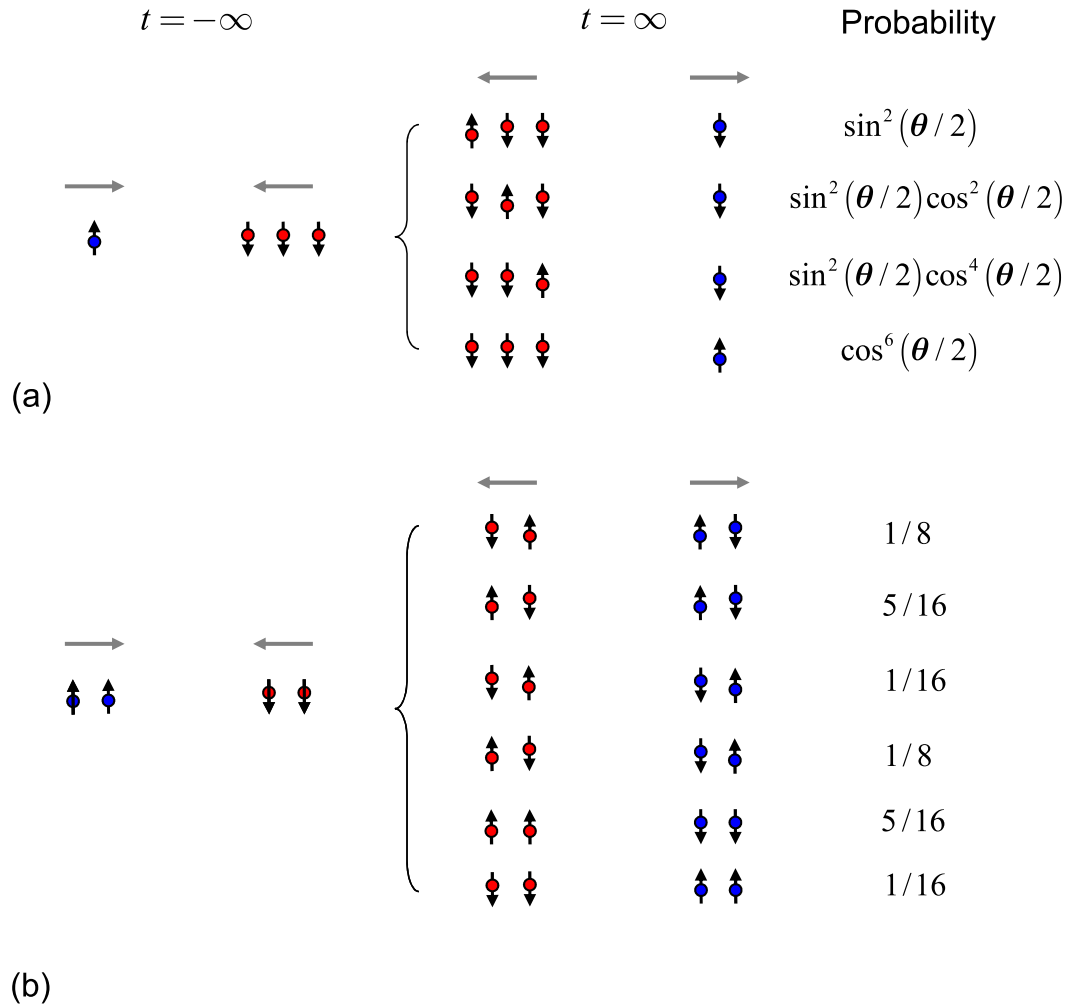 t = −∞ t = ∞ Probability
sin²(θ/2)
sin²(θ/2)cos²(θ/2)
sin²(θ/2)cos⁴(θ/2)
cos⁶(θ/2)
(a)
1/8
5/16
1/16
1/8
5/16
1/16
(b)